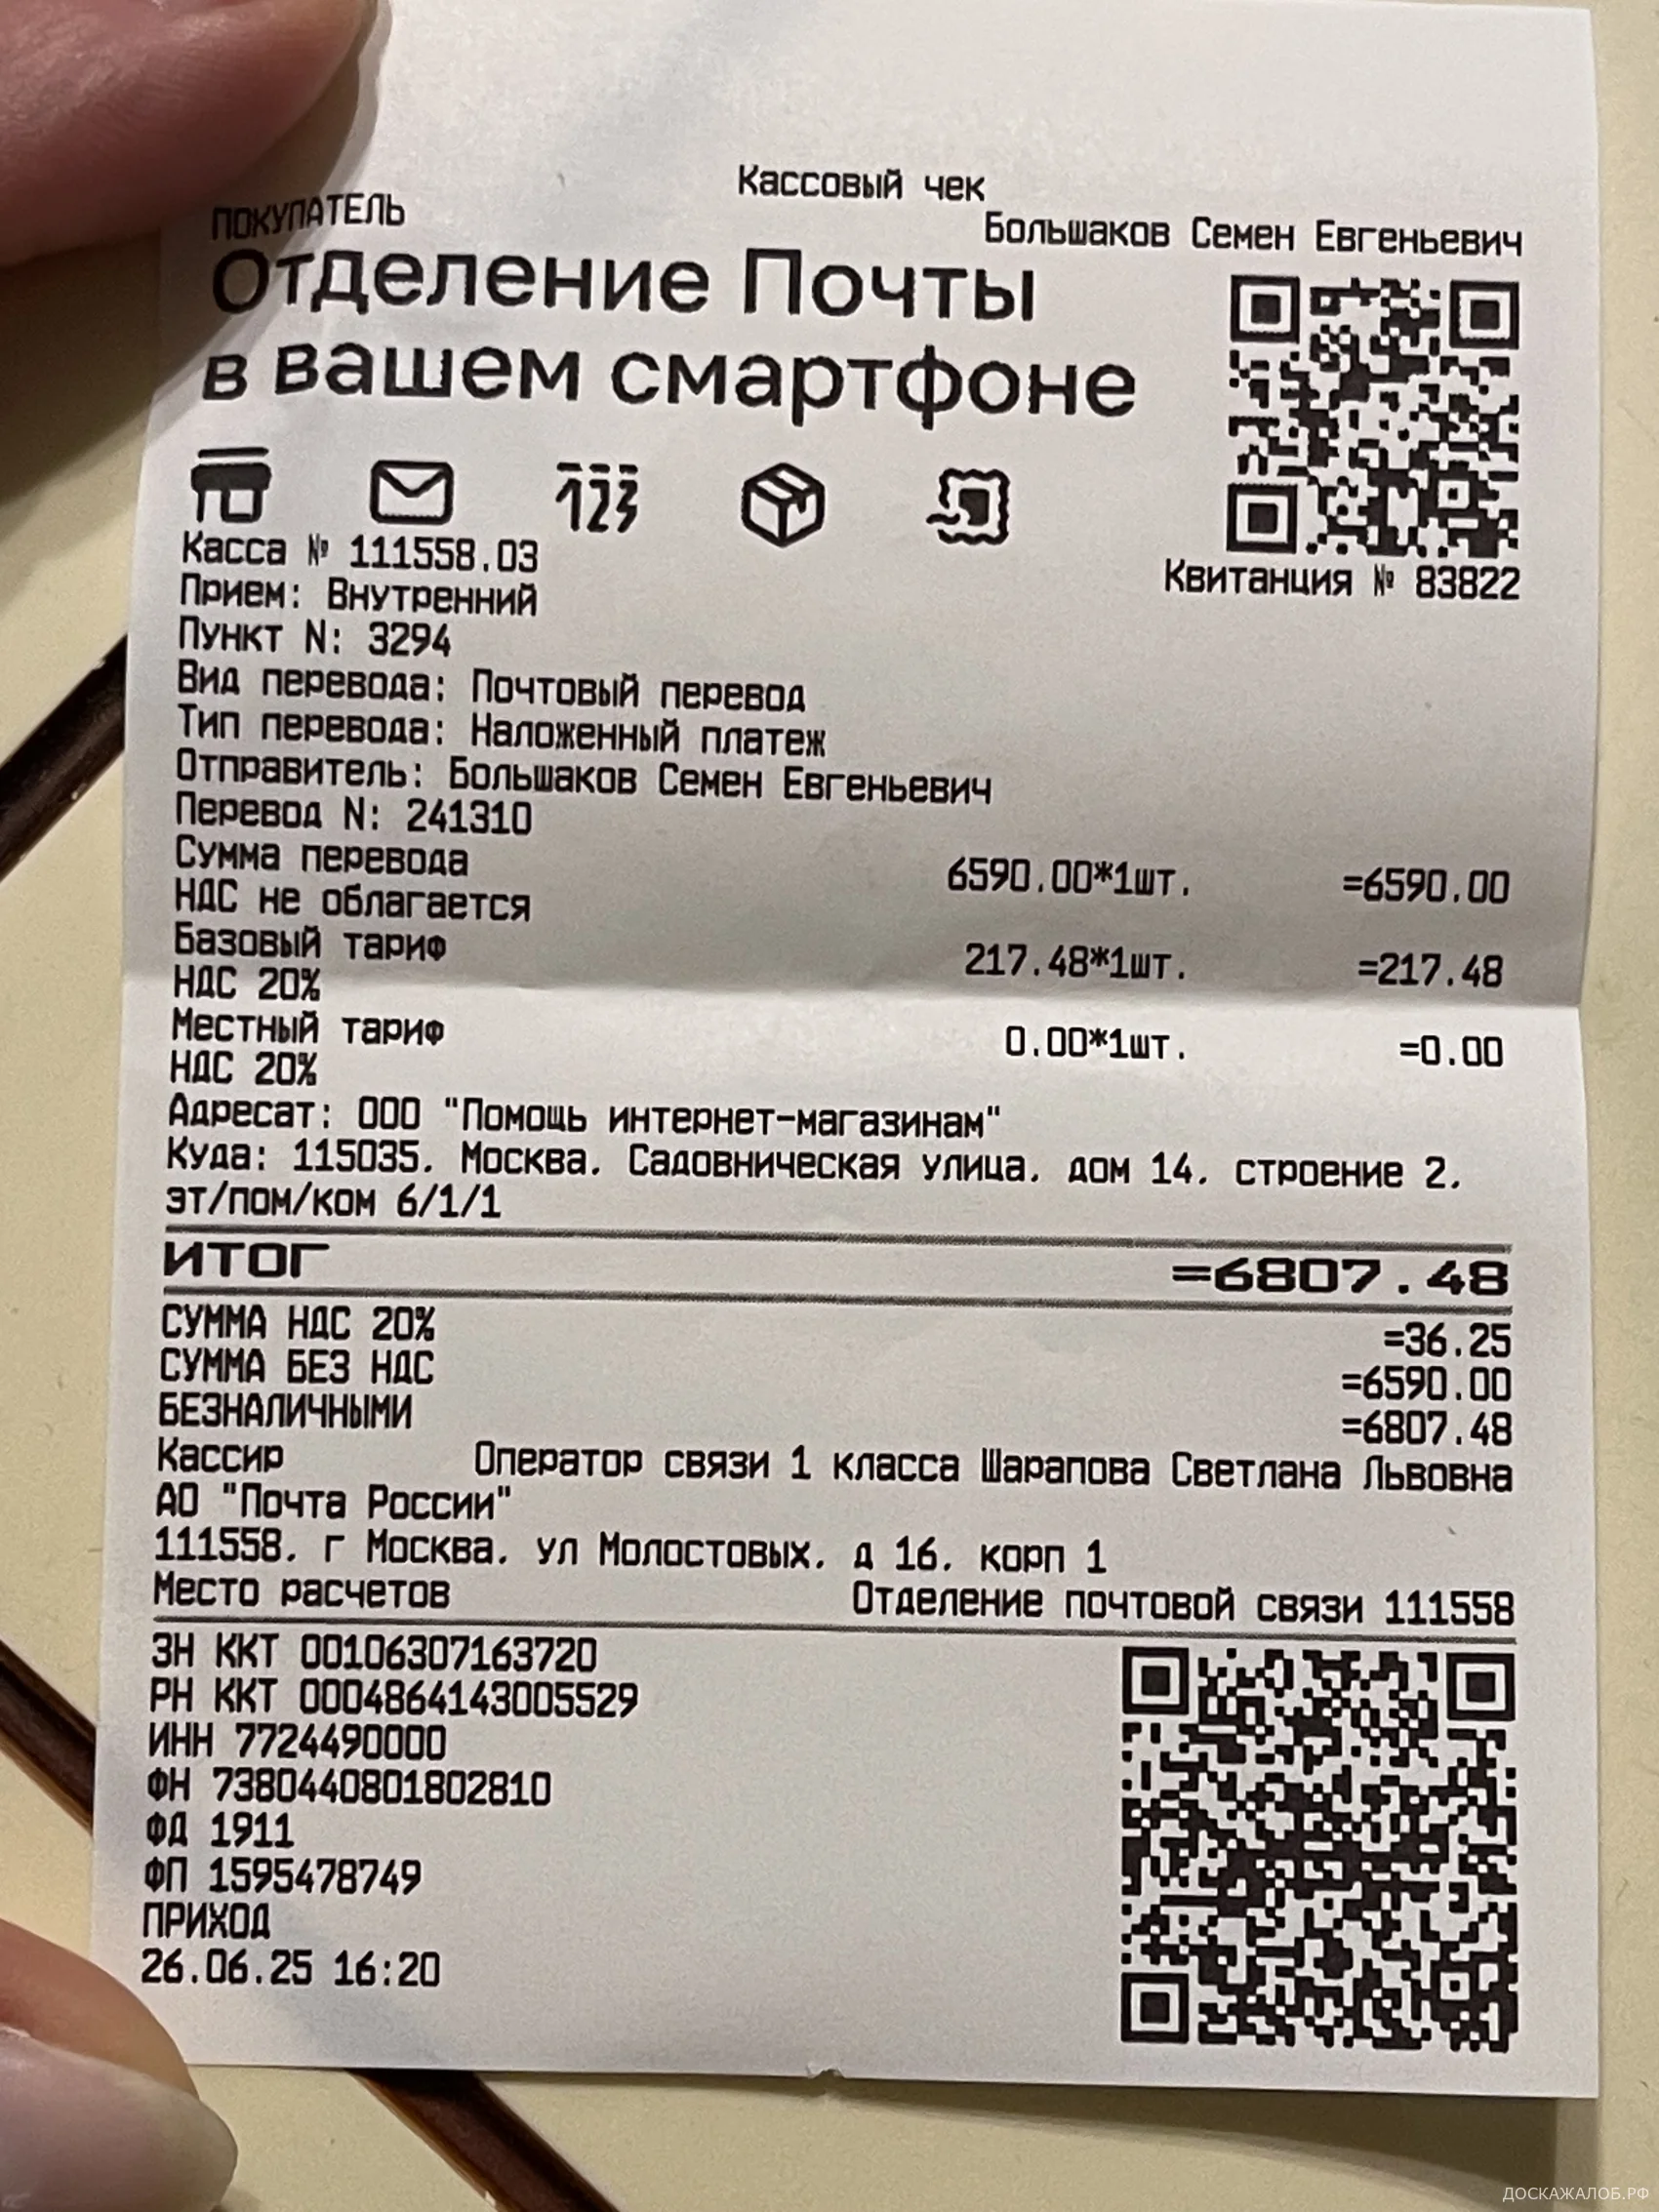 Кассовый чек
ПОКУПАТЕЛЬ Большаков Семен Евгеньевич
Отделение Почты
в вашем смартфоне
123
Касса № 111558.03
Квитанция № 83822
Прием: Внутренний
Пункт N: 3294
Вид перевода: Почтовый перевод
Тип перевода: Наложенный платеж
Отправитель: Большаков Семен Евгеньевич
Перевод N: 241310
Сумма перевода 6590.00*1шт. =6590.00
НДС не облагается
Базовый тариф 217.48*1шт. =217.48
НДС 20%
Местный тариф 0.00*1шт. =0.00
НДС 20%
Адресат: ООО "Помощь интернет-магазинам"
Куда: 115035, Москва, Садовническая улица, дом 14, строение 2,
эт/пом/ком 6/1/1
ИТОГ =6807.48
СУММА НДС 20% =36.25
СУММА БЕЗ НДС =6590.00
БЕЗНАЛИЧНЫМИ =6807.48
Кассир Оператор связи 1 класса Шарапова Светлана Львовна
АО "Почта России"
111558, г Москва, ул Молостовых, д 16, корп 1
Место расчетов Отделение почтовой связи 111558
ЗН ККТ 00106307163720
РН ККТ 0004864143005529
ИНН 7724490000
ФН 7380440801802810
ФД 1911
ФП 1595478749
ПРИХОД
26.06.25 16:20
ДОСКАЖАЛОБ.РФ